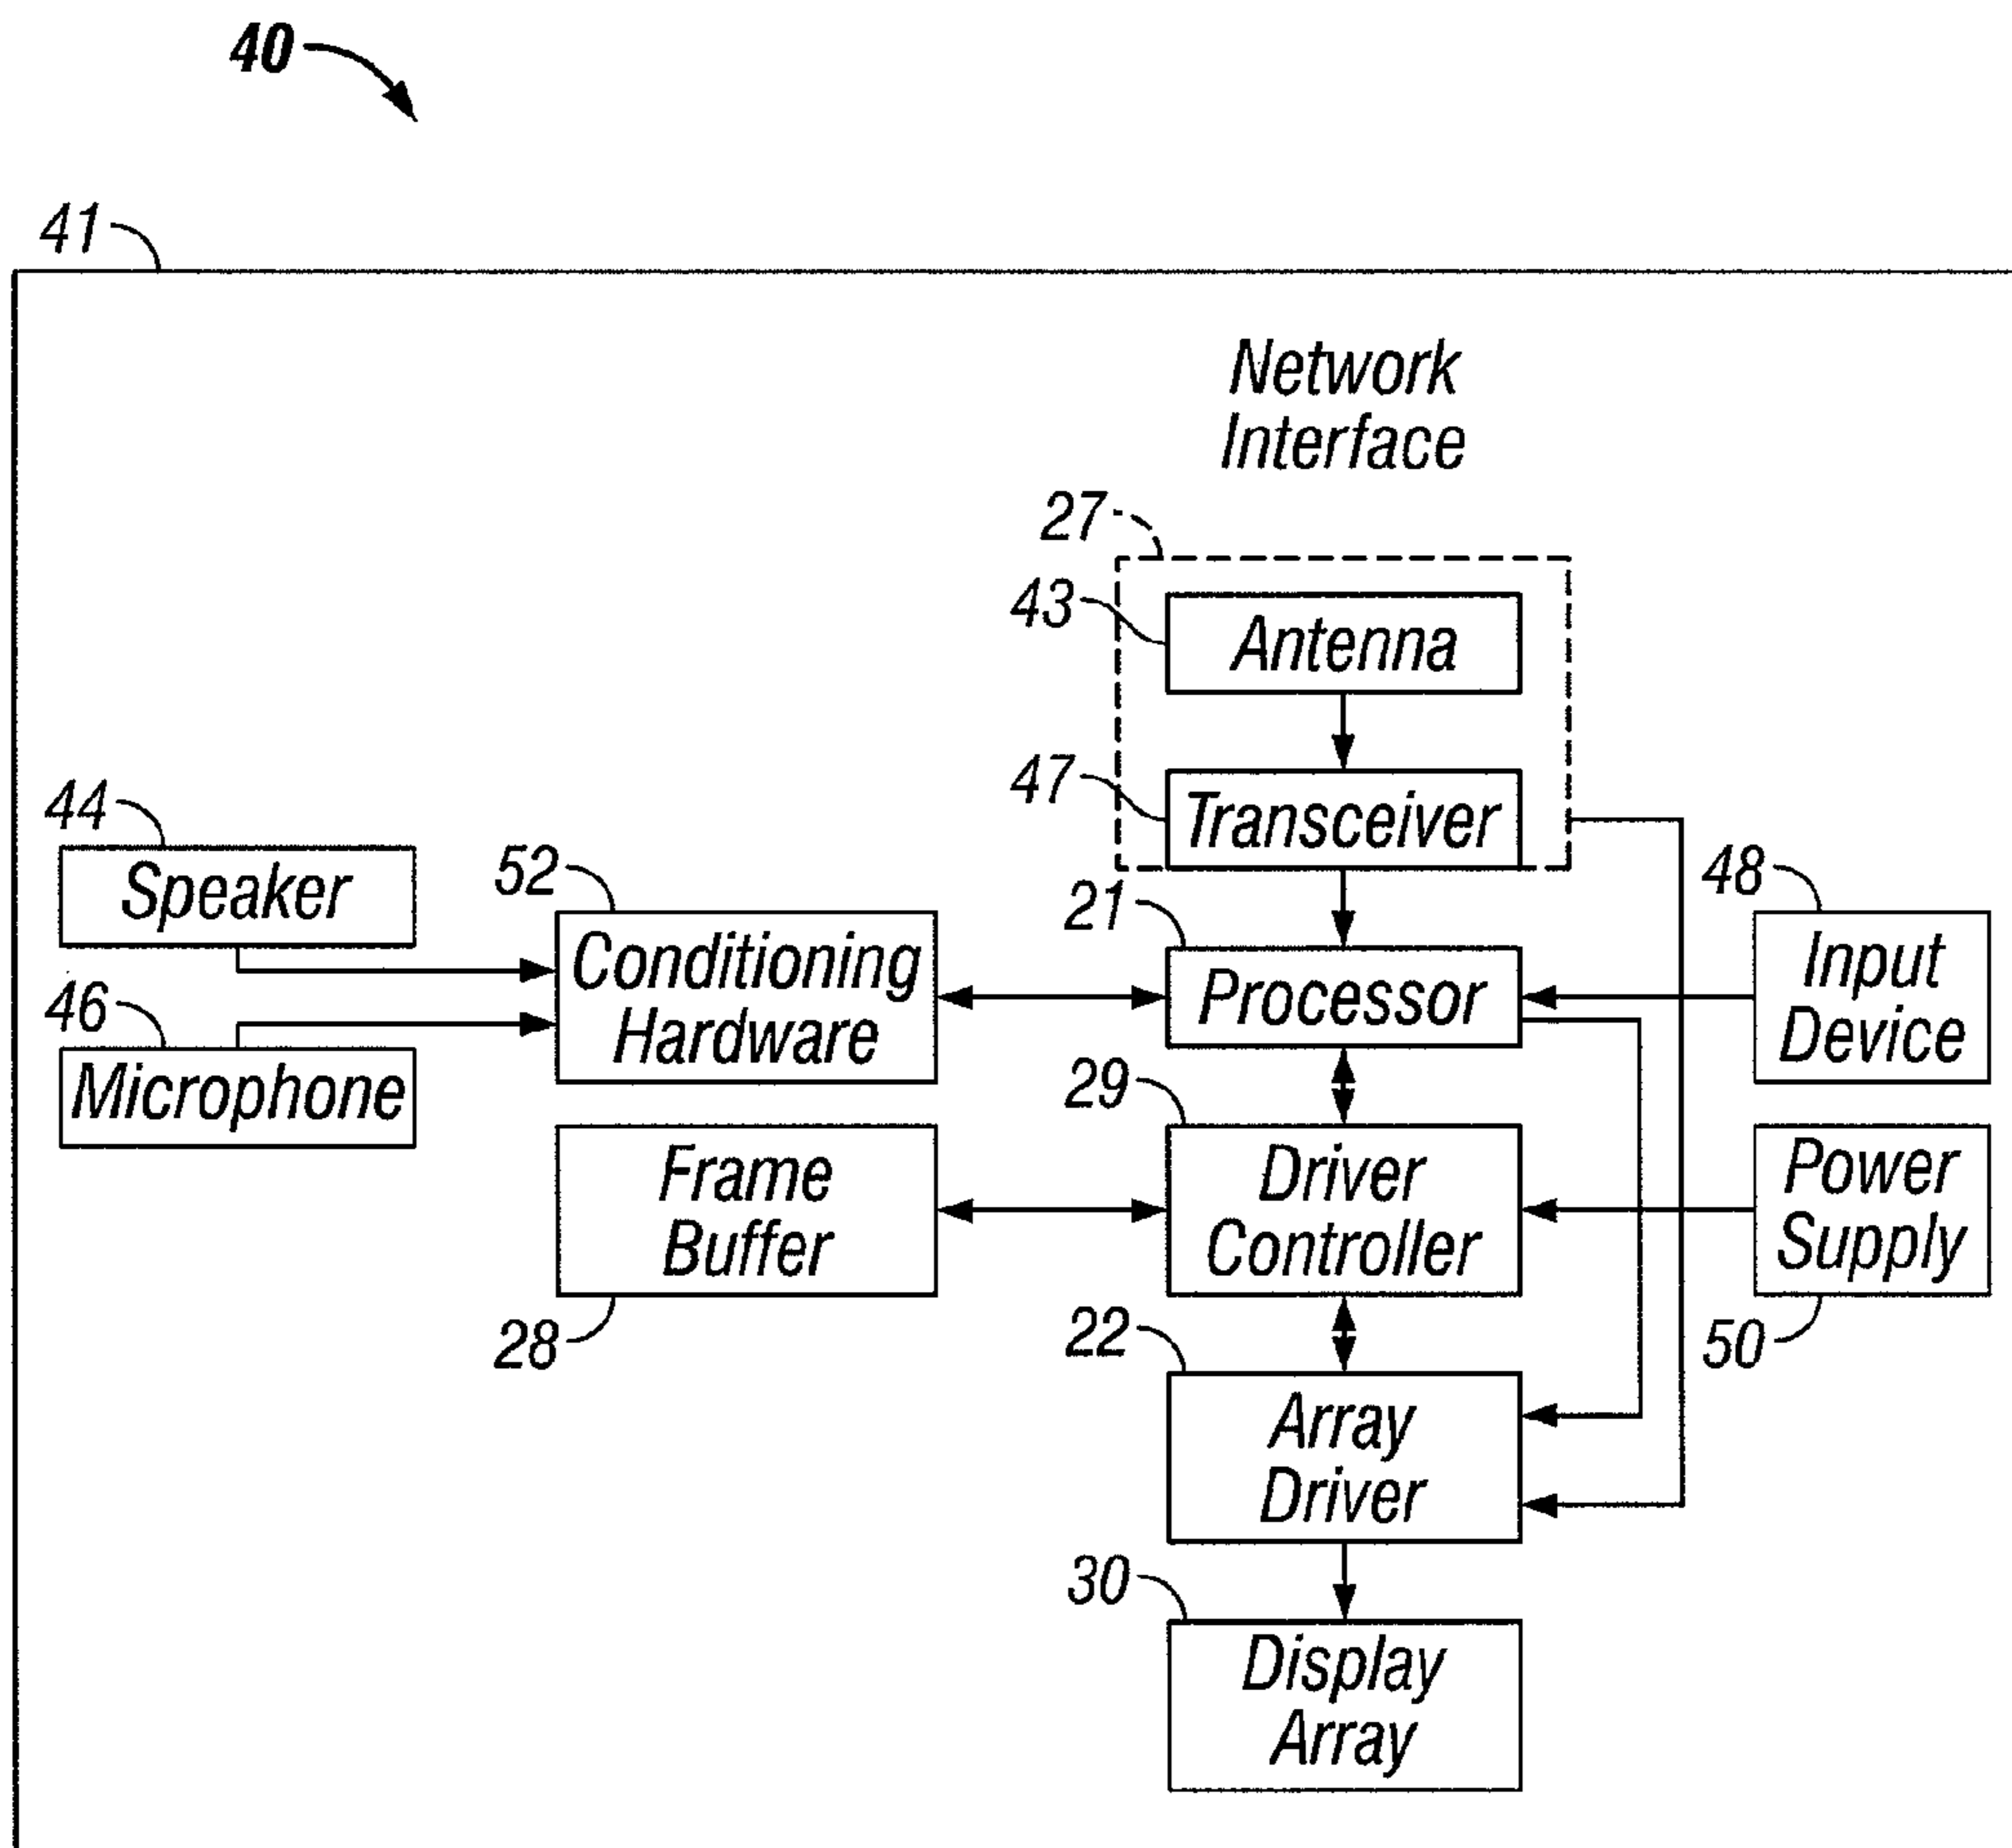 40
41
Network
Interface
27
43
Antenna
47
Transceiver
44
Speaker
52
Conditioning
Hardware
21
Processor
48
Input
Device
46
Microphone
29
Driver
Controller
Frame
Buffer
28
Power
Supply
50
22
Array
Driver
30
Display
Array